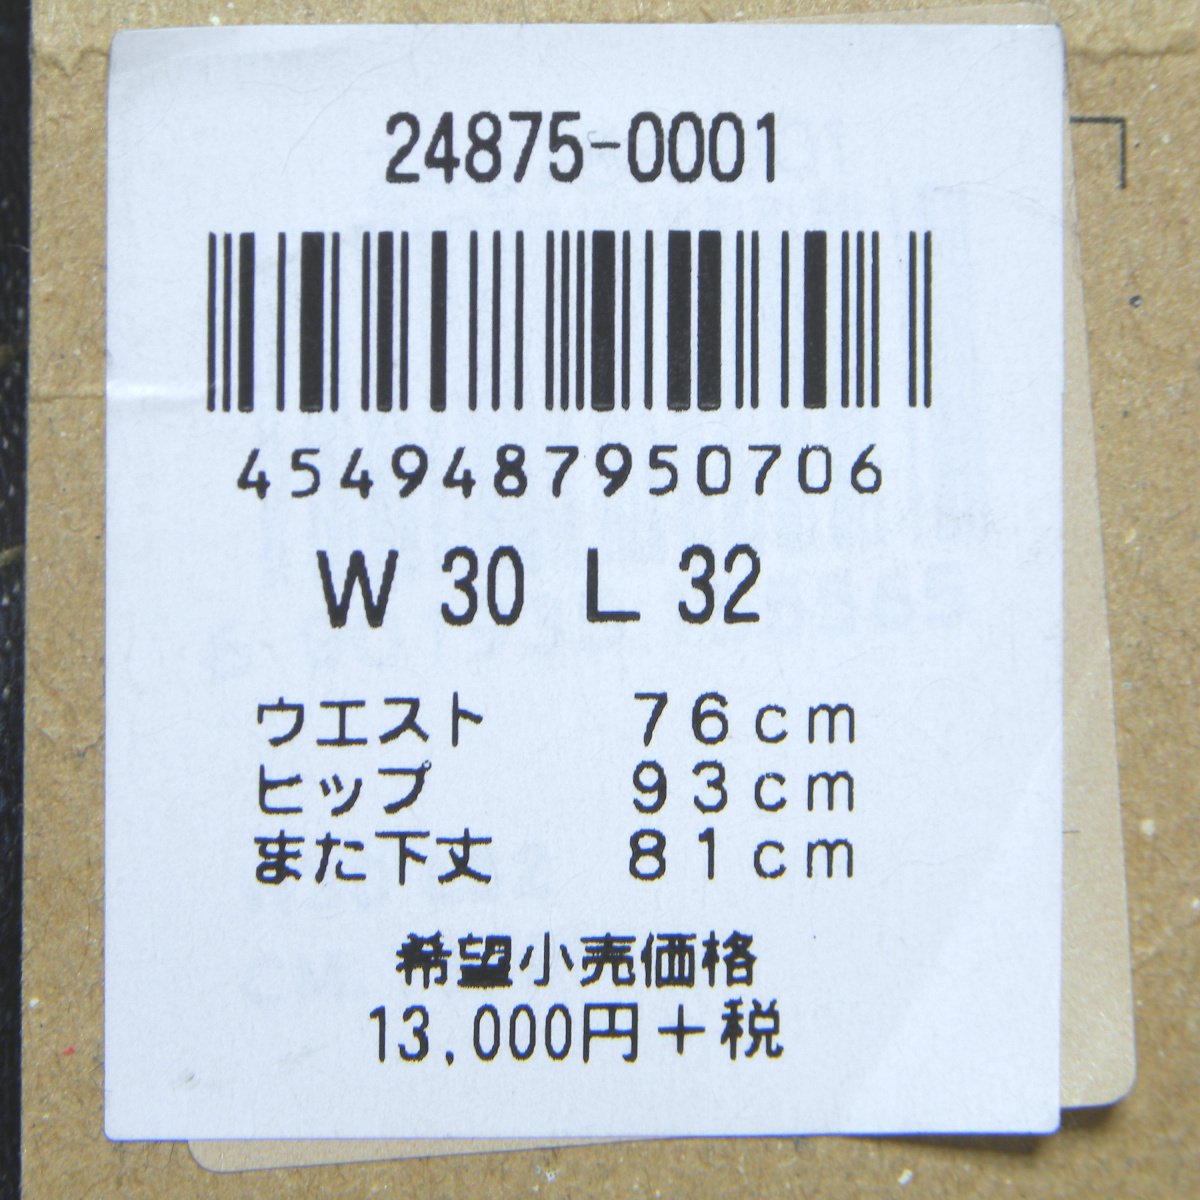 24875-0001
4549487950706
W 30 L 32
ウエスト 76cm
ヒップ 93cm
また下丈 81cm
希望小売価格
13,000円+税